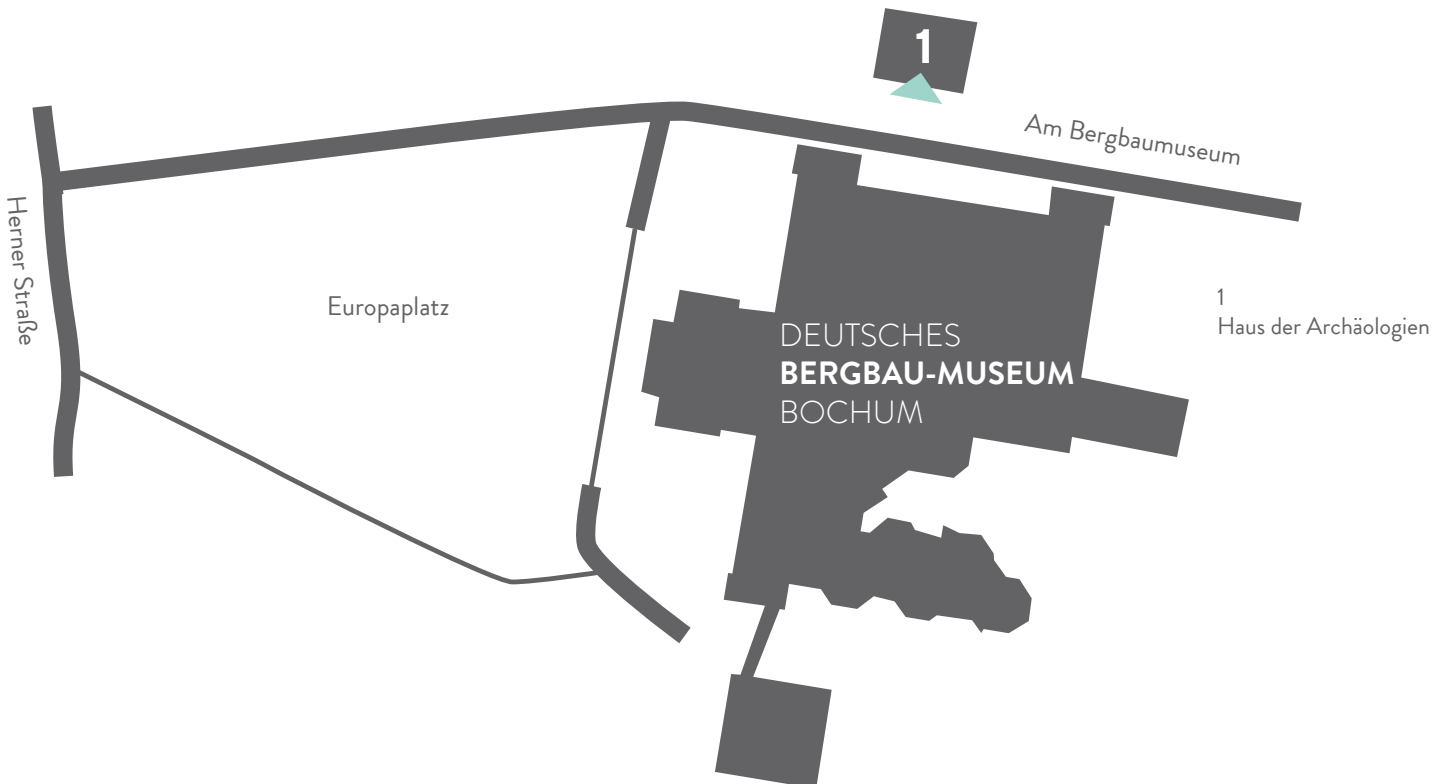 1
Am Bergbaumuseum
Herner Straße
Europaplatz
1
Haus der Archäologien
DEUTSCHES
BERGBAU-MUSEUM
BOCHUM